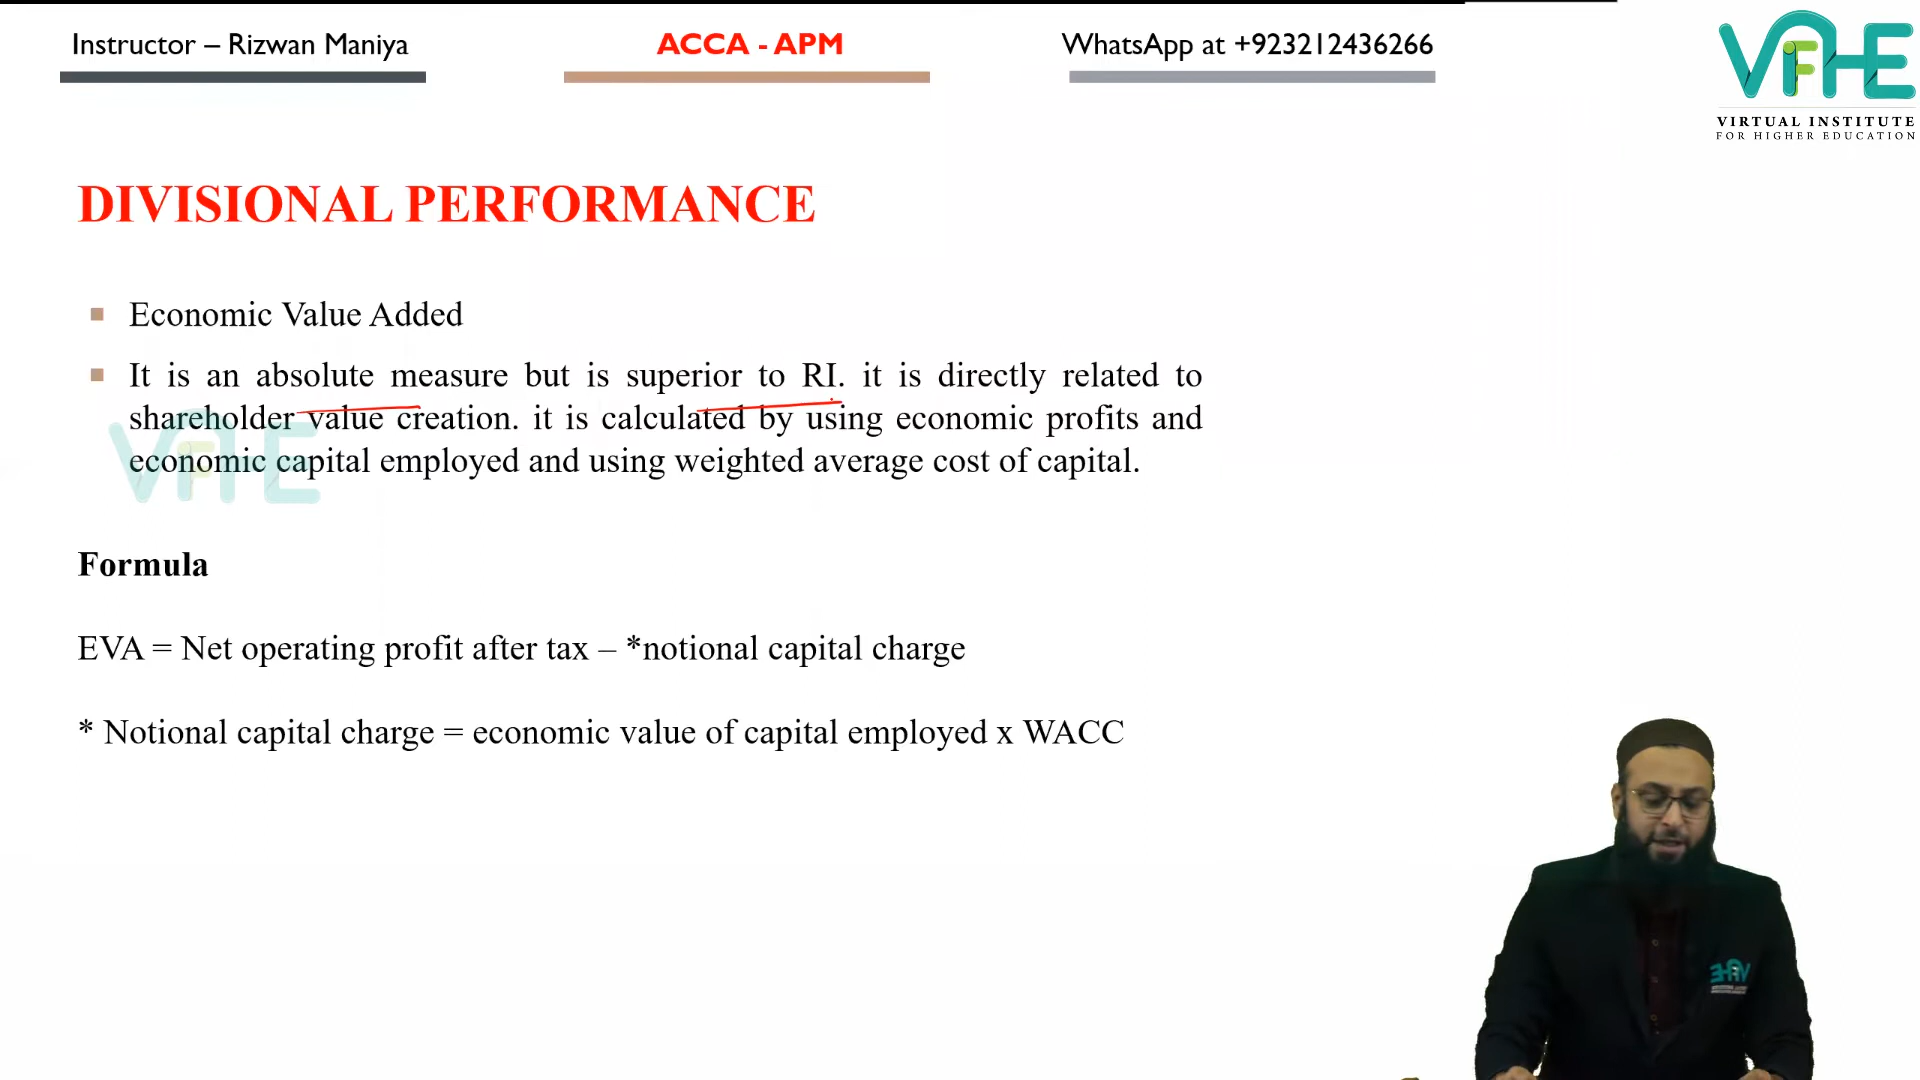 Instructor – Rizwan Maniya
ACCA - APM
WhatsApp at +923212436266
VIFHE
VIRTUAL INSTITUTE
FOR HIGHER EDUCATION
DIVISIONAL PERFORMANCE
Economic Value Added
It is an absolute measure but is superior to RI. it is directly related to
shareholder value creation. it is calculated by using economic profits and
economic capital employed and using weighted average cost of capital.
Formula
EVA = Net operating profit after tax – *notional capital charge
* Notional capital charge = economic value of capital employed x WACC